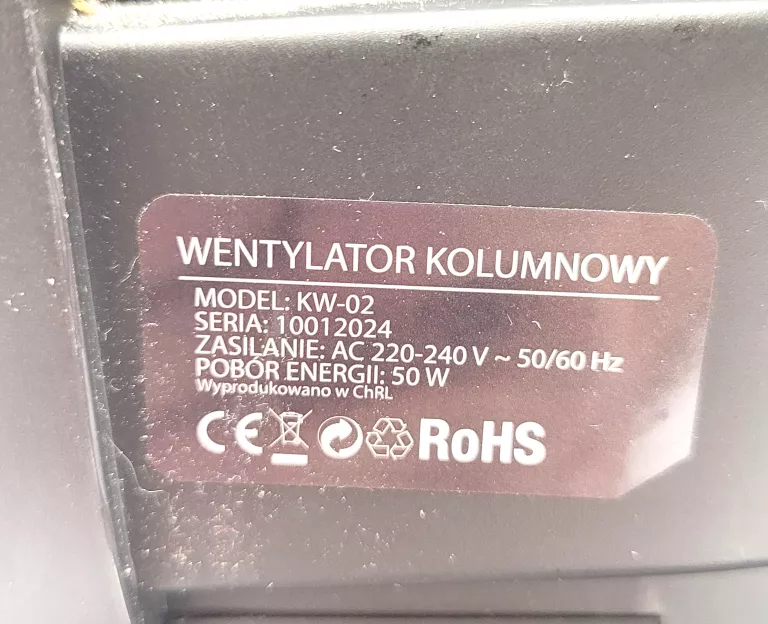 WENTYLATOR KOLUMNOWY
MODEL: KW-02
SERIA: 10012024
ZASILANIE: AC 220-240 V ~ 50/60 Hz
POBÓR ENERGII: 50 W
Wyprodukowano w ChRL
CE RoHS